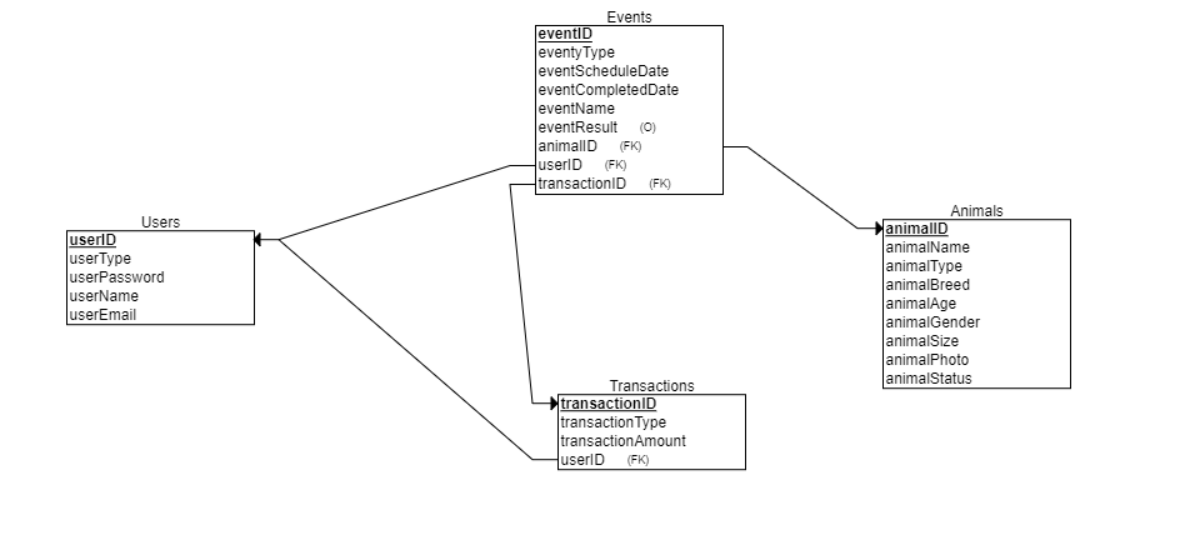 Events
eventID
eventyType
eventScheduleDate
eventCompletedDate
eventName
eventResult (O)
animalID (FK)
userID (FK)
transactionID (FK)
Users
userID
userType
userPassword
userName
userEmail
Animals
animalID
animalName
animalType
animalBreed
animalAge
animalGender
animalSize
animalPhoto
animalStatus
Transactions
transactionID
transactionType
transactionAmount
userID (FK)